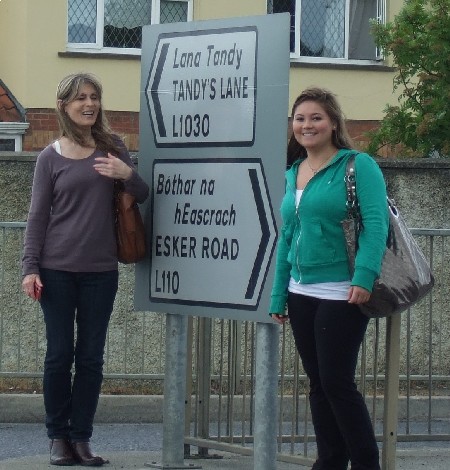 Lana Tandy
TANDY'S LANE
L1030
Bóthar na
hEascrach
ESKER ROAD
L110